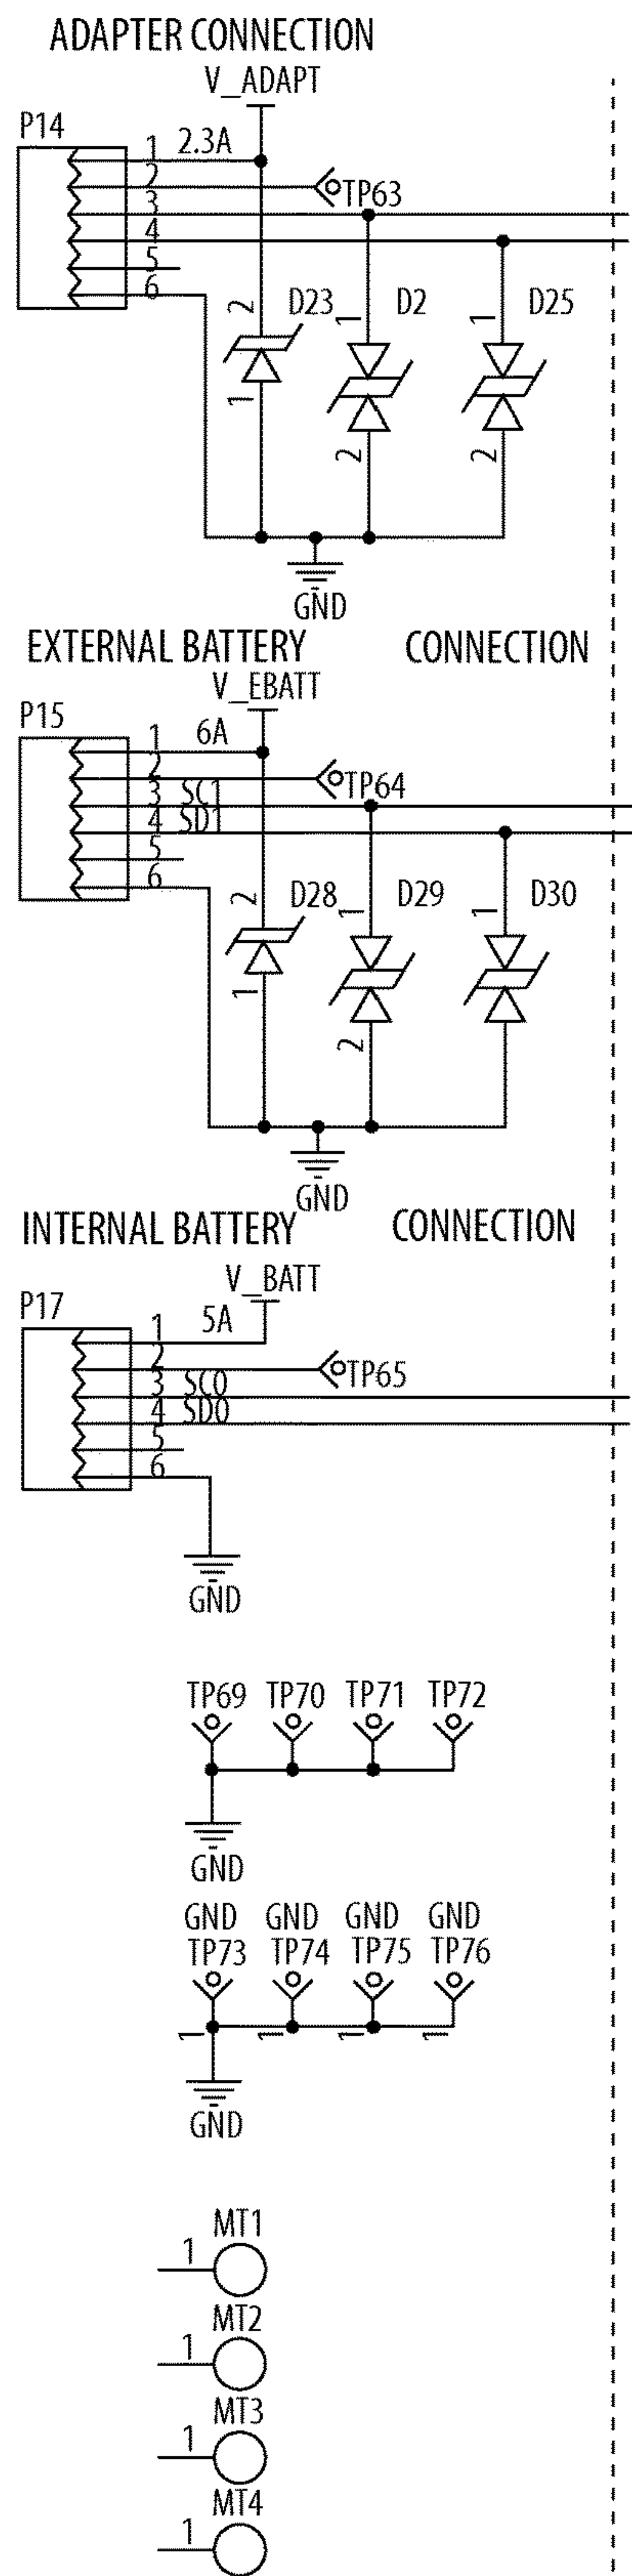 ADAPTER CONNECTION
V_ADAPT
P14
1 2.3A
2 TP63
3
4
5
6
2 D23 1 D2 1 D25
1 2 2
GND
EXTERNAL BATTERY CONNECTION
V_EBATT
P15
1 6A
2 TP64
3 SC1
4 SD1
5
6
2 D28 1 D29 1 D30
1 2
GND
INTERNAL BATTERY CONNECTION
V_BATT
P17
1 5A
2 TP65
3 SC0
4 SD0
5
6
GND
TP69 TP70 TP71 TP72
GND
GND GND GND GND
TP73 TP74 TP75 TP76
1 1 1 1
GND
MT1
1
MT2
1
MT3
1
MT4
1